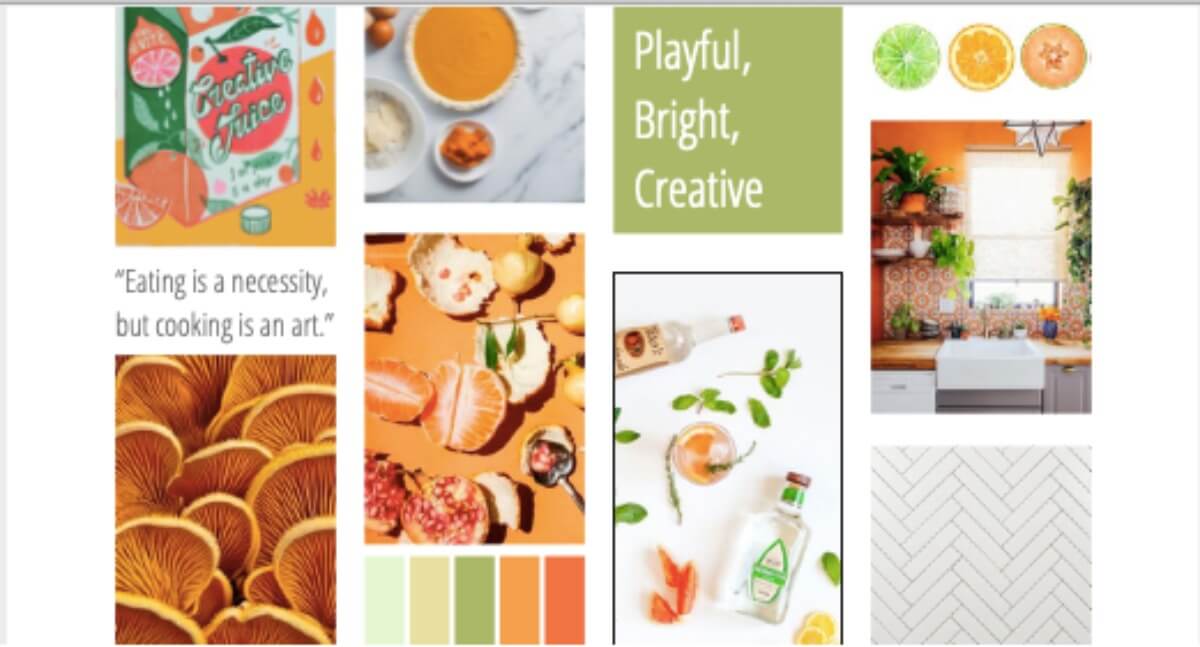 Creative
Juice
"Eating is a necessity,
but cooking is an art."
Playful,
Bright,
Creative